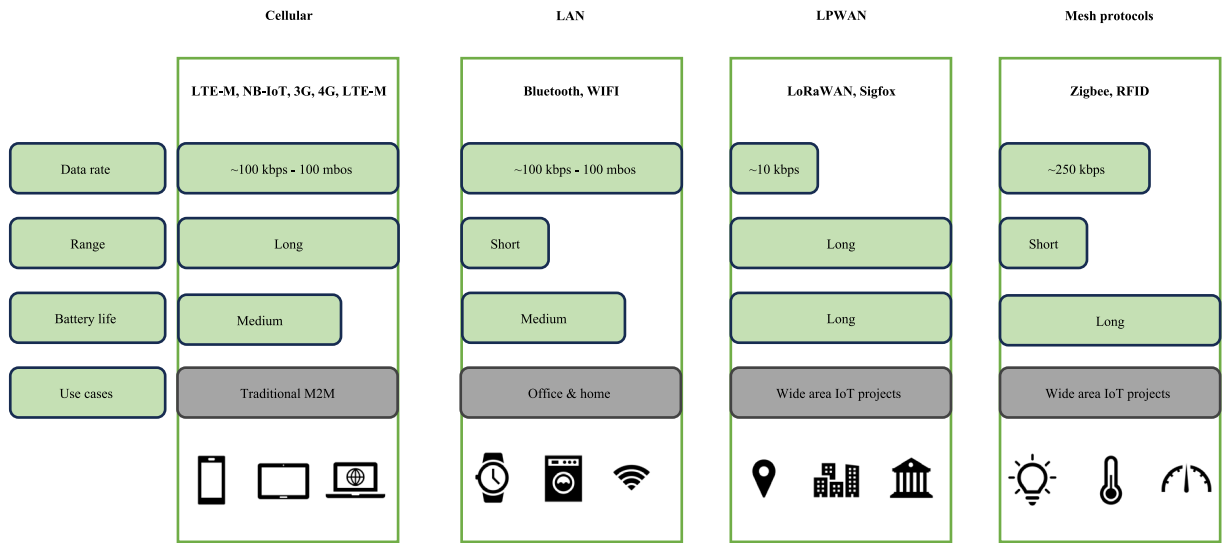 Cellular
LAN
LPWAN
Mesh protocols
LTE-M, NB-IoT, 3G, 4G, LTE-M
Bluetooth, WIFI
LoRaWAN, Sigfox
Zigbee, RFID
Data rate
~100 kbps - 100 mbos
~100 kbps - 100 mbos
~10 kbps
~250 kbps
Range
Long
Short
Long
Short
Battery life
Medium
Medium
Long
Long
Use cases
Traditional M2M
Office & home
Wide area IoT projects
Wide area IoT projects